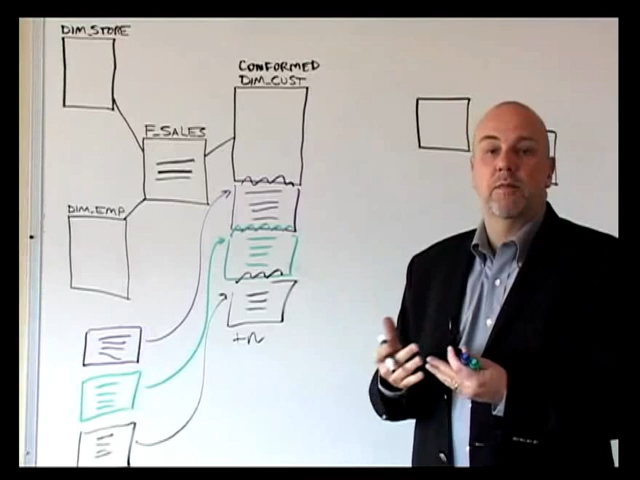 DIM_STORE
CONFORMED
DIM_CUST
F_SALES
DIM_EMP
+N